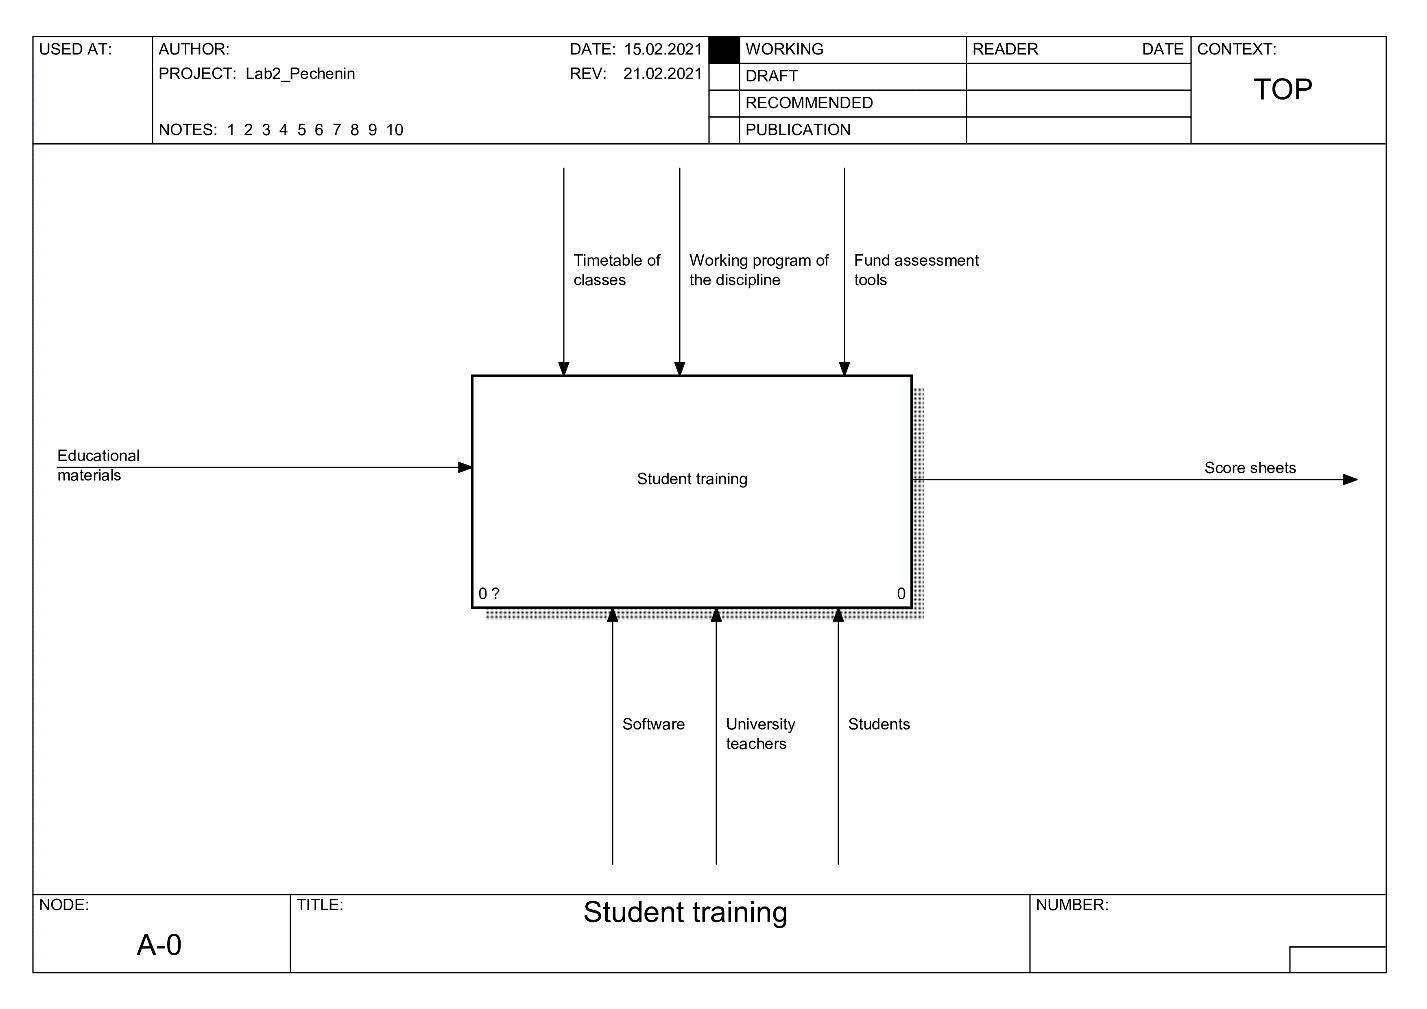 USED AT:
AUTHOR:
DATE: 15.02.2021
WORKING
READER
DATE
CONTEXT:
PROJECT: Lab2_Pechenin
REV: 21.02.2021
DRAFT
TOP
RECOMMENDED
NOTES: 1 2 3 4 5 6 7 8 9 10
PUBLICATION
Timetable of
classes
Working program of
the discipline
Fund assessment
tools
Educational
materials
Student training
Score sheets
0 ?
0
Software
University
teachers
Students
NODE:
A-0
TITLE:
Student training
NUMBER: